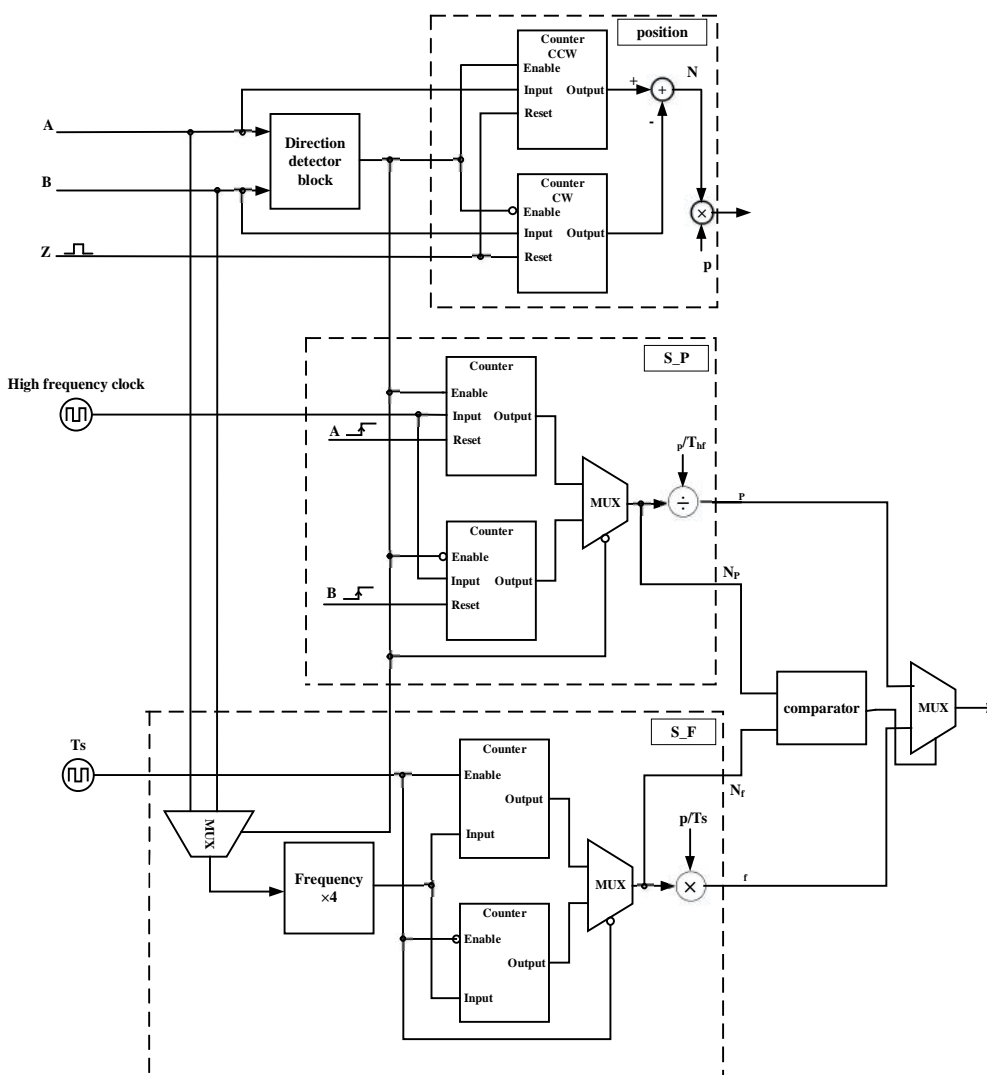 position
Counter
CCW
Enable
Input Output
Reset
+
+
-
N
A
Direction
detector
block
B
Counter
CW
Enable
Input Output
Reset
×
p
Z
S_P
High frequency clock
Counter
Enable
Input Output
A
Reset
p/Thf
MUX
÷
P
Counter
Enable
Input Output
B
Reset
NP
comparator
MUX
S_F
Ts
Counter
Enable
Output
Input
Nf
MUX
p/Ts
Frequency
×4
MUX
×
f
Counter
Enable
Output
Input